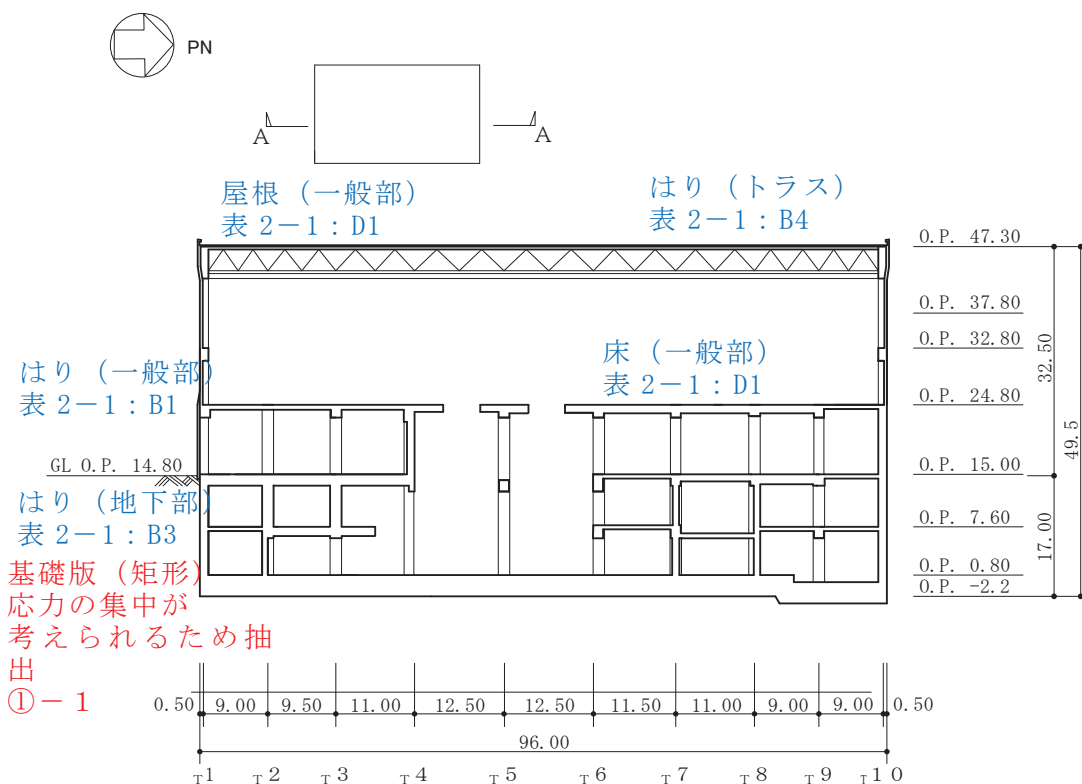 PN
A
A
屋根（一般部）
表 2－1：D1
はり（トラス）
表 2－1：B4
O.P. 47.30
O.P. 37.80
O.P. 32.80
O.P. 24.80
O.P. 15.00
O.P. 7.60
O.P. 0.80
O.P. -2.2
32.50
17.00
49.5
床（一般部）
表 2－1：D1
はり（一般部）
表 2－1：B1
GL O.P. 14.80
はり（地下部）
表 2－1：B3
基礎版（矩形）
応力の集中が
考えられるため抽
出
①－1
0.50 9.00 9.50 11.00 12.50 12.50 11.50 11.00 9.00 9.00 0.50
96.00
T1 T2 T3 T4 T5 T6 T7 T8 T9 T10